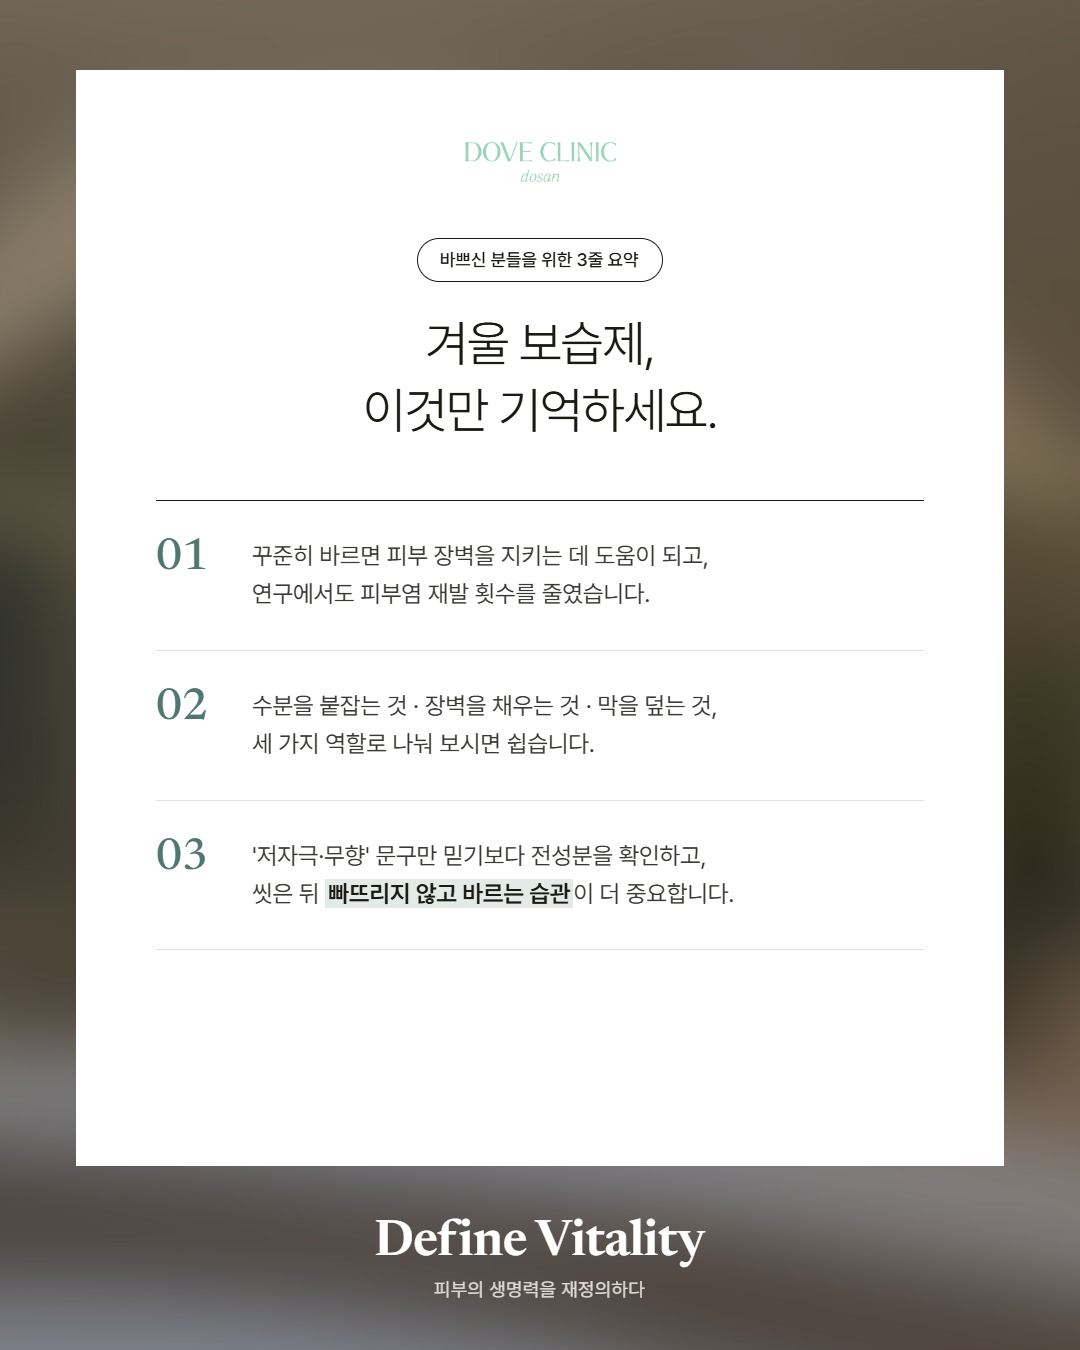 DOVE CLINIC
dosan
바쁘신 분들을 위한 3줄 요약
겨울 보습제,
이것만 기억하세요.
01
꾸준히 바르면 피부 장벽을 지키는 데 도움이 되고,
연구에서도 피부염 재발 횟수를 줄였습니다.
02
수분을 붙잡는 것 · 장벽을 채우는 것 · 막을 덮는 것,
세 가지 역할로 나눠 보시면 쉽습니다.
03
'저자극·무향' 문구만 믿기보다 전성분을 확인하고,
씻은 뒤 빠뜨리지 않고 바르는 습관이 더 중요합니다.
Define Vitality
피부의 생명력을 재정의하다